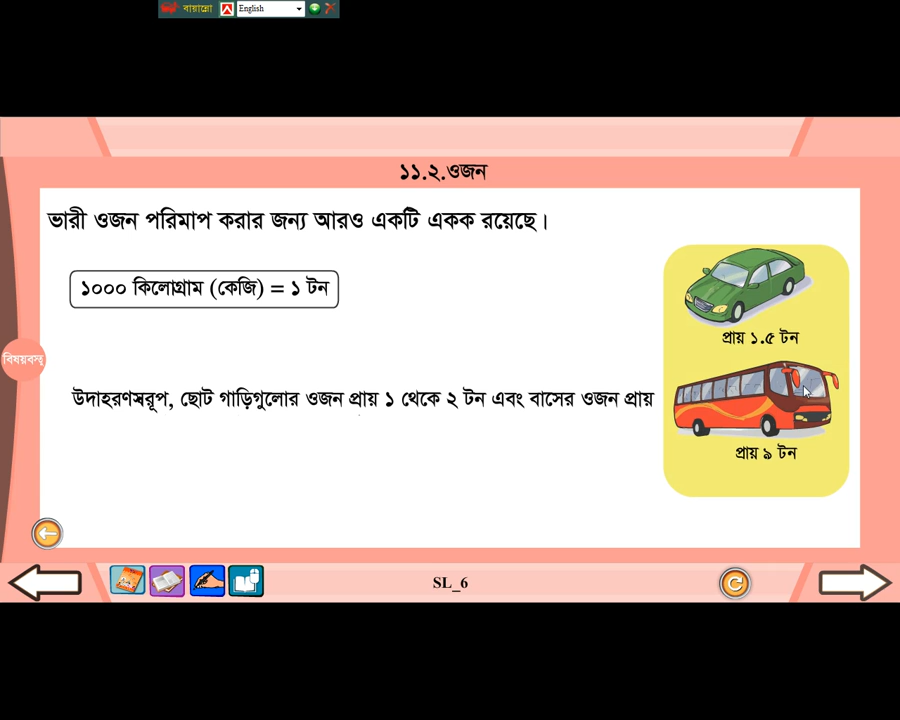 বায়ান্নো English
১১.২.ওজন
ভারী ওজন পরিমাপ করার জন্য আরও একটি একক রয়েছে।
১০০০ কিলোগ্রাম (কেজি) = ১ টন
প্রায় ১.৫ টন
বিষয়বস্তু
উদাহরণস্বরূপ, ছোট গাড়িগুলোর ওজন প্রায় ১ থেকে ২ টন এবং বাসের ওজন প্রায়
প্রায় ৯ টন
SL_6